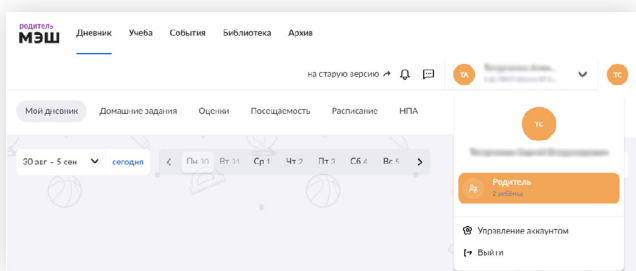 родитель
МЭШ Дневник Учеба События Библиотека Архив
на старую версию ТА ТС
Мой дневник Домашние задания Оценки Посещаемость Расписание НПА
ТС
30 авг – 5 сен сегодня Пн 30 Вт 31 Ср 1 Чт 2 Пт 3 Сб 4 Вс 5
Родитель
2 ребёнка
Управление аккаунтом
Выйти